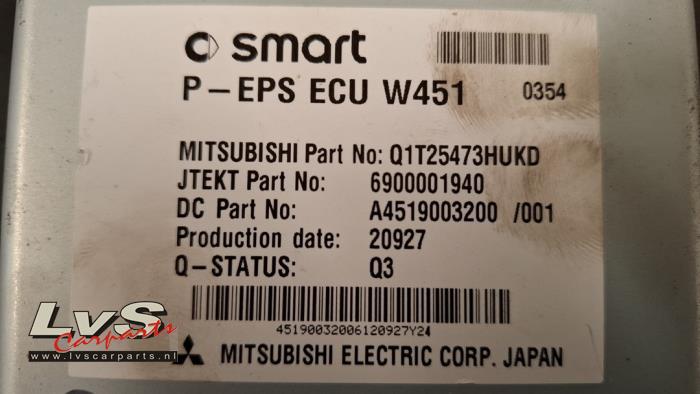 smart
P-EPS ECU W451 0354
MITSUBISHI Part No: Q1T25473HUKD
JTEKT Part No: 6900001940
DC Part No: A4519003200 /001
Production date: 20927
Q-STATUS: Q3
45190032006120927Y24
MITSUBISHI ELECTRIC CORP. JAPAN
LvS
Carparts
www.lvscarparts.nl